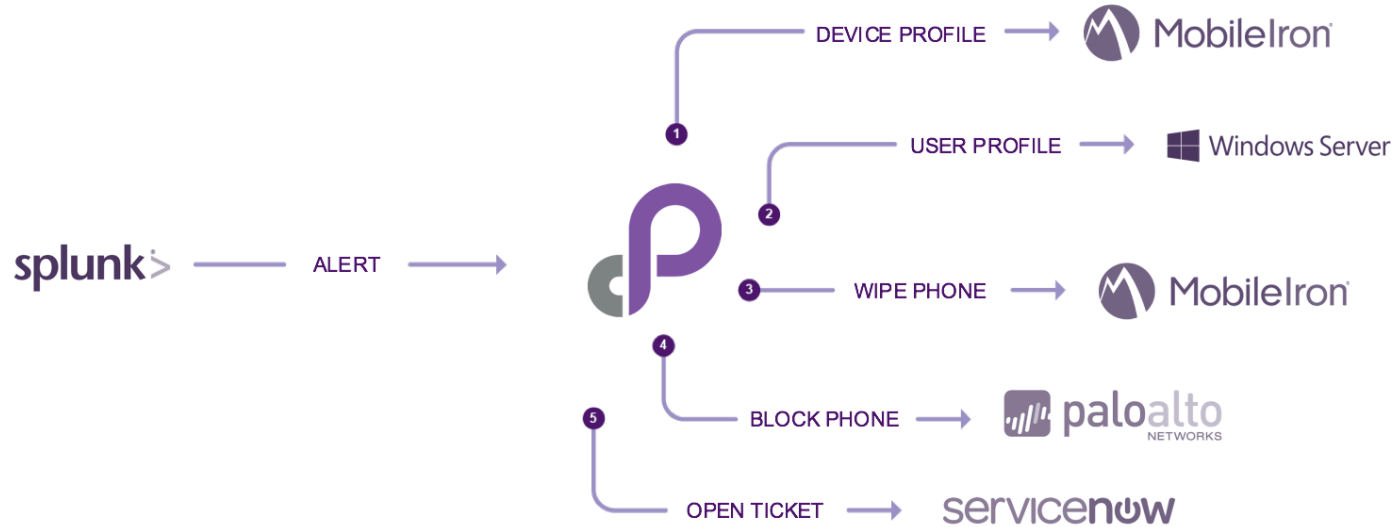 1
DEVICE PROFILE
MobileIron
2
USER PROFILE
Windows Server
splunk>
ALERT
3
WIPE PHONE
MobileIron
4
BLOCK PHONE
paloalto
NETWORKS
5
OPEN TICKET
servicenow